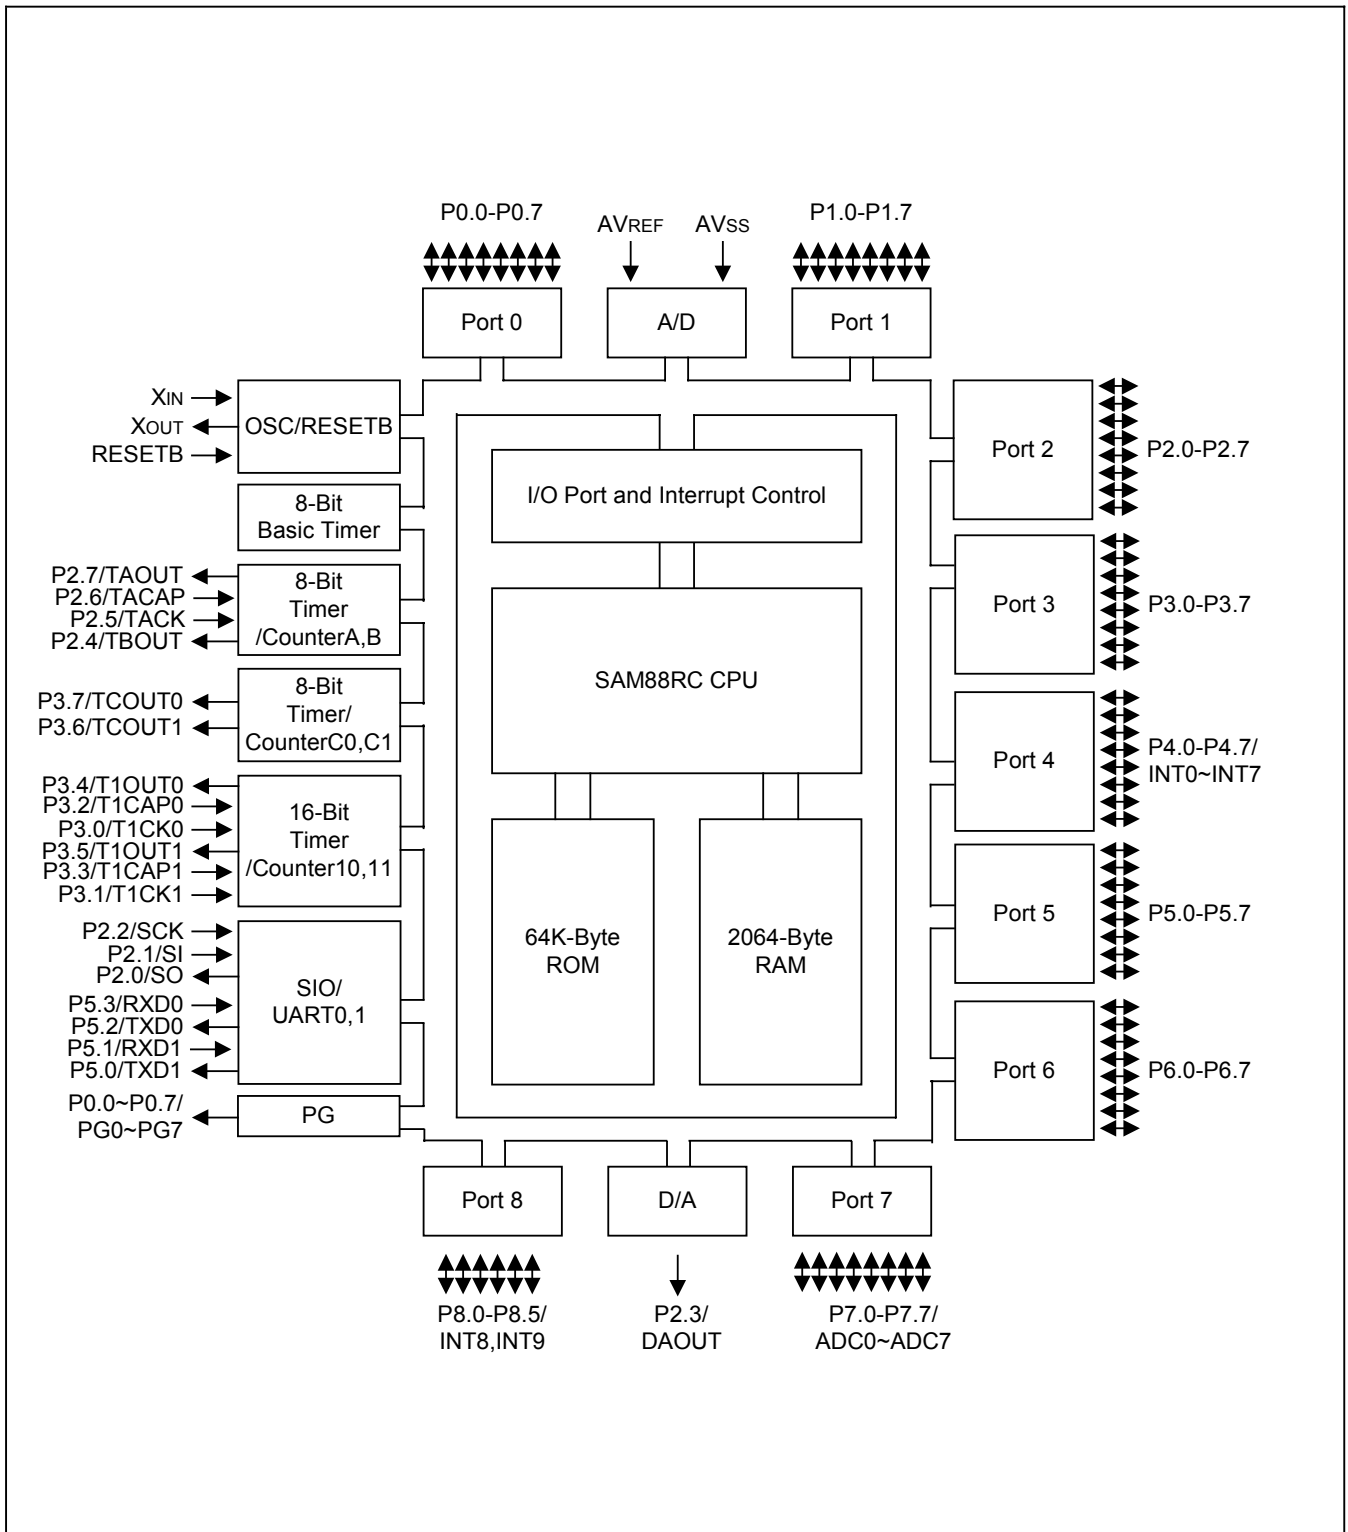 P0.0-P0.7
AVREF
AVSS
P1.0-P1.7
Port 0
A/D
Port 1
XIN
XOUT
RESETB
OSC/RESETB
Port 2
P2.0-P2.7
I/O Port and Interrupt Control
8-Bit
Basic Timer
P2.7/TAOUT
P2.6/TACAP
P2.5/TACK
P2.4/TBOUT
8-Bit
Timer
/CounterA,B
Port 3
P3.0-P3.7
SAM88RC CPU
P3.7/TCOUT0
P3.6/TCOUT1
8-Bit
Timer/
CounterC0,C1
Port 4
P4.0-P4.7/
INT0~INT7
P3.4/T1OUT0
P3.2/T1CAP0
P3.0/T1CK0
P3.5/T1OUT1
P3.3/T1CAP1
P3.1/T1CK1
16-Bit
Timer
/Counter10,11
Port 5
P5.0-P5.7
64K-Byte
ROM
2064-Byte
RAM
P2.2/SCK
P2.1/SI
P2.0/SO
P5.3/RXD0
P5.2/TXD0
P5.1/RXD1
P5.0/TXD1
SIO/
UART0,1
Port 6
P6.0-P6.7
P0.0~P0.7/
PG0~PG7
PG
Port 8
D/A
Port 7
P8.0-P8.5/
INT8,INT9
P2.3/
DAOUT
P7.0-P7.7/
ADC0~ADC7